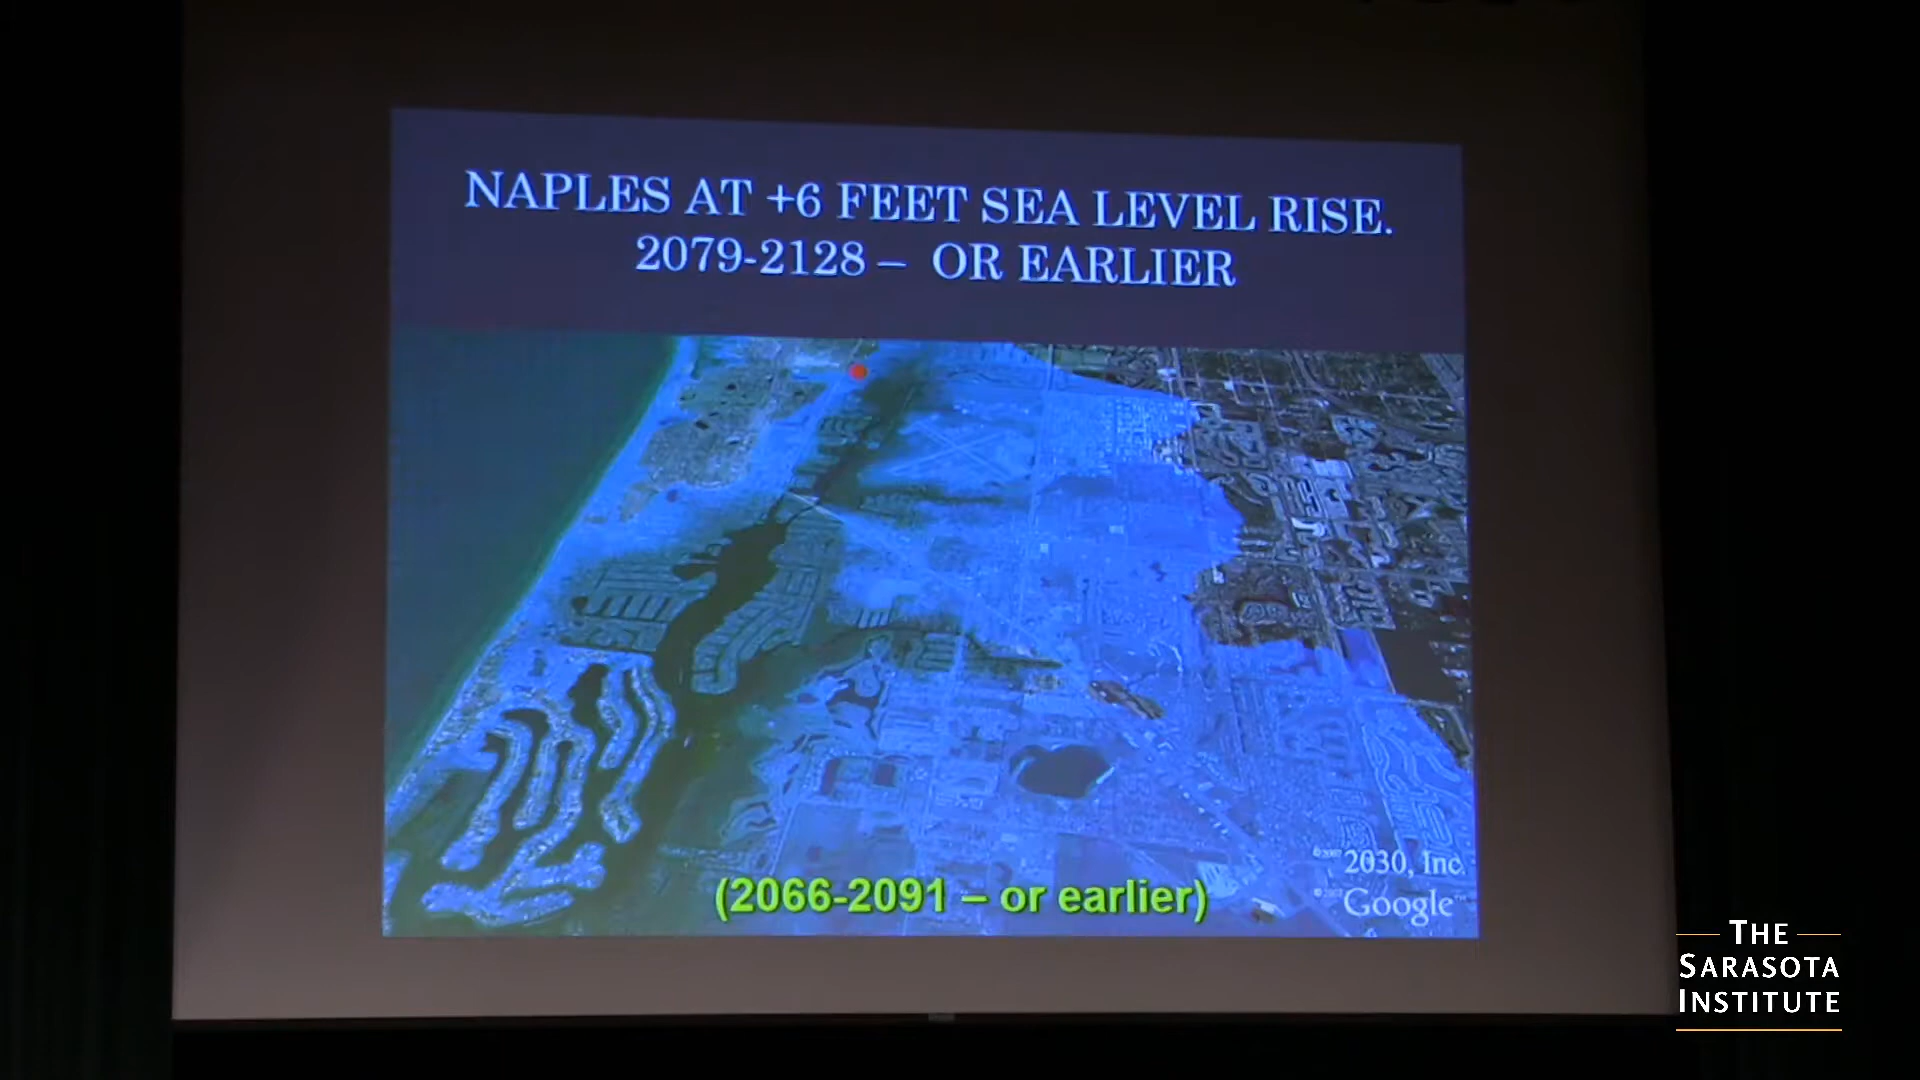 NAPLES AT +6 FEET SEA LEVEL RISE.
2079-2128 – OR EARLIER
(2066-2091 – or earlier)
2030, Inc.
Google™
THE
SARASOTA
INSTITUTE